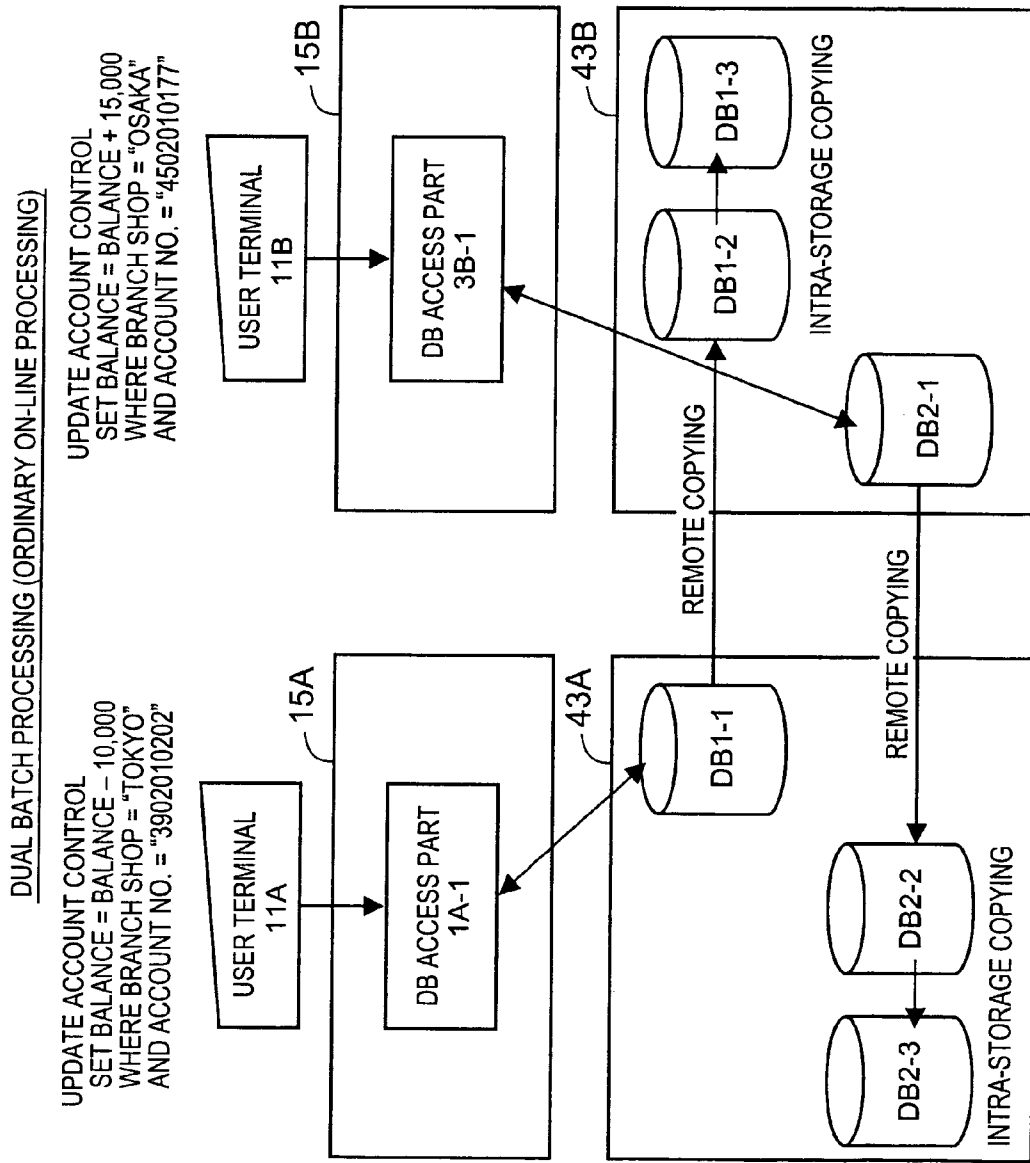 DUAL BATCH PROCESSING (ORDINARY ON-LINE PROCESSING)
UPDATE ACCOUNT CONTROL
SET BALANCE = BALANCE – 10,000
WHERE BRANCH SHOP = "TOKYO"
AND ACCOUNT NO. = "3902010202"
USER TERMINAL
11A
15A
DB ACCESS PART
1A-1
43A
DB1-1
DB2-3
DB2-2
INTRA-STORAGE COPYING
REMOTE COPYING
REMOTE COPYING
UPDATE ACCOUNT CONTROL
SET BALANCE = BALANCE + 15,000
WHERE BRANCH SHOP = "OSAKA"
AND ACCOUNT NO. = "4502010177"
USER TERMINAL
11B
15B
DB ACCESS PART
3B-1
43B
DB1-2
DB1-3
INTRA-STORAGE COPYING
DB2-1